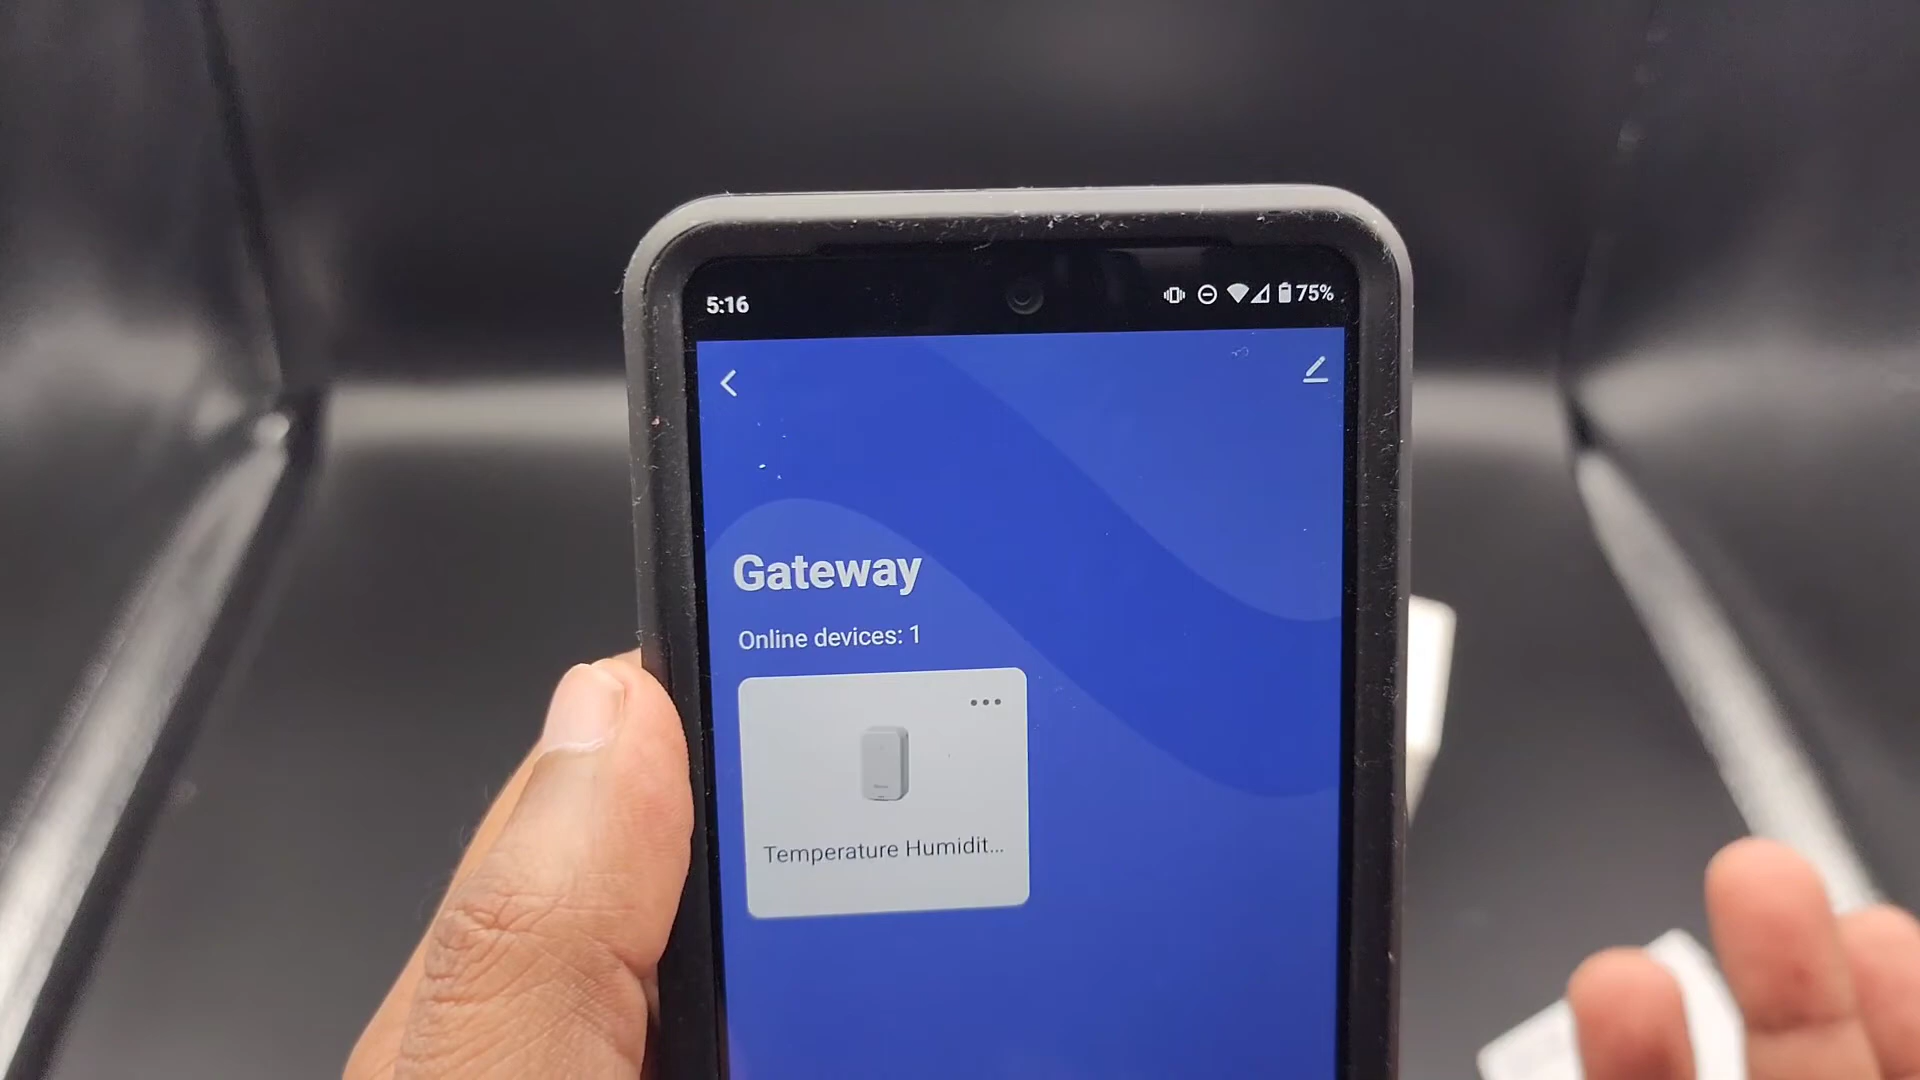 5:16
75%
Gateway
Online devices: 1
Temperature Humidit...